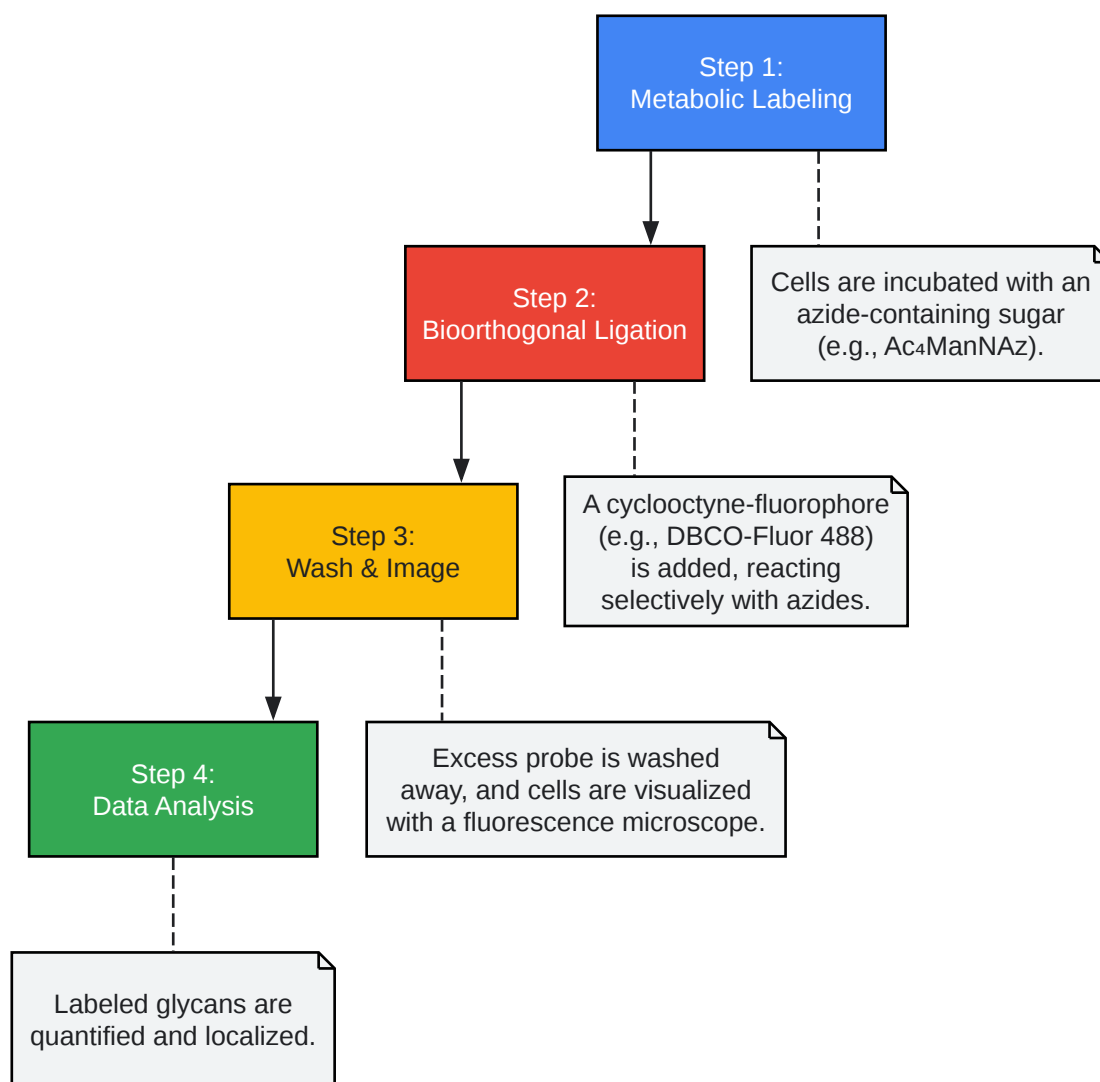 Step 1:
Metabolic Labeling
Step 2:
Bioorthogonal Ligation
Cells are incubated with an
azide-containing sugar
(e.g., Ac₄ManNAz).
Step 3:
Wash & Image
A cyclooctyne-fluorophore
(e.g., DBCO-Fluor 488)
is added, reacting
selectively with azides.
Step 4:
Data Analysis
Excess probe is washed
away, and cells are visualized
with a fluorescence microscope.
Labeled glycans are
quantified and localized.